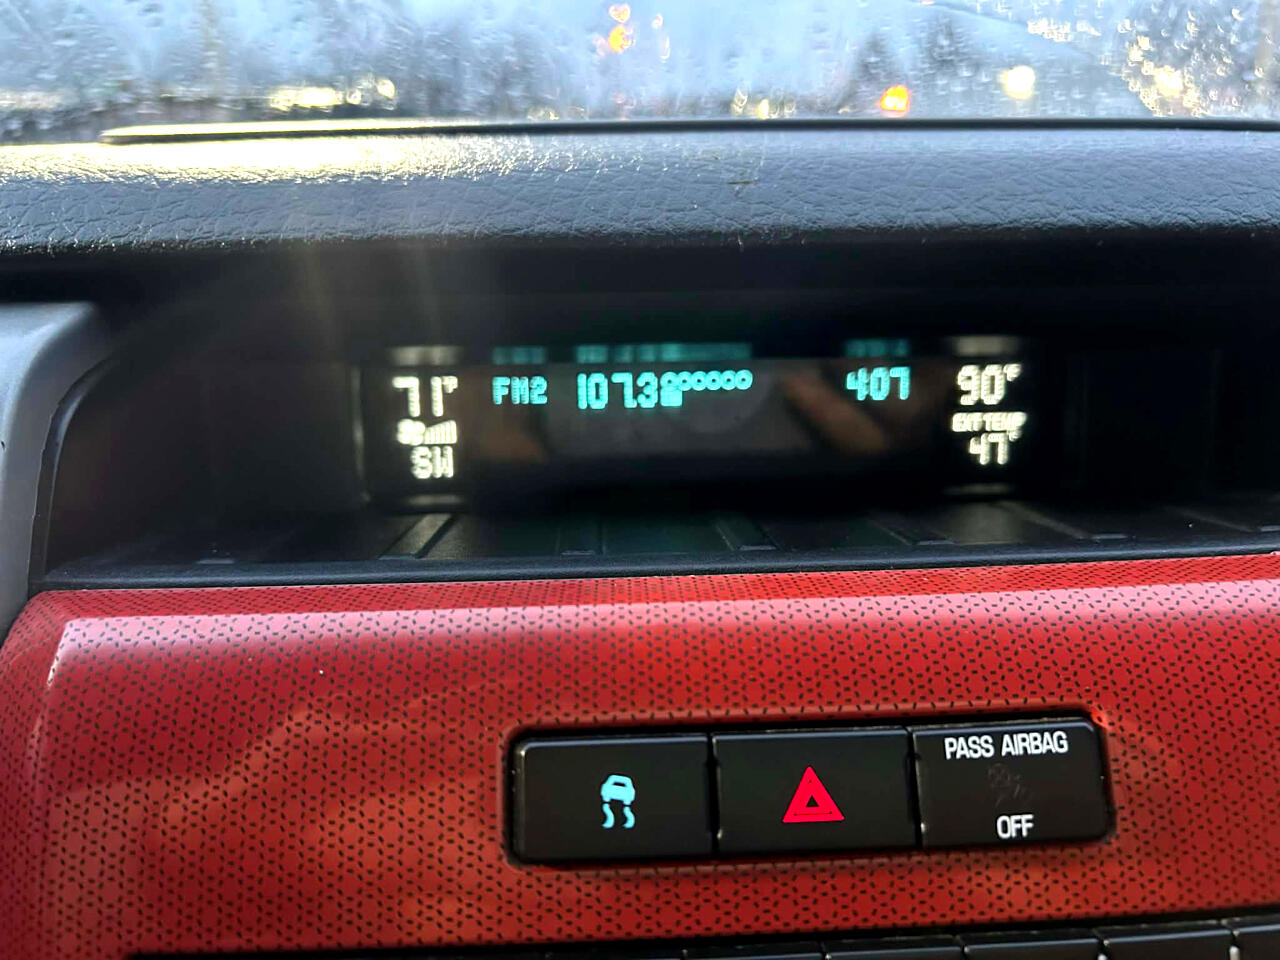 71° FM2 107.3 407 90°
EXT TEMP
SW 47°
PASS AIRBAG
OFF